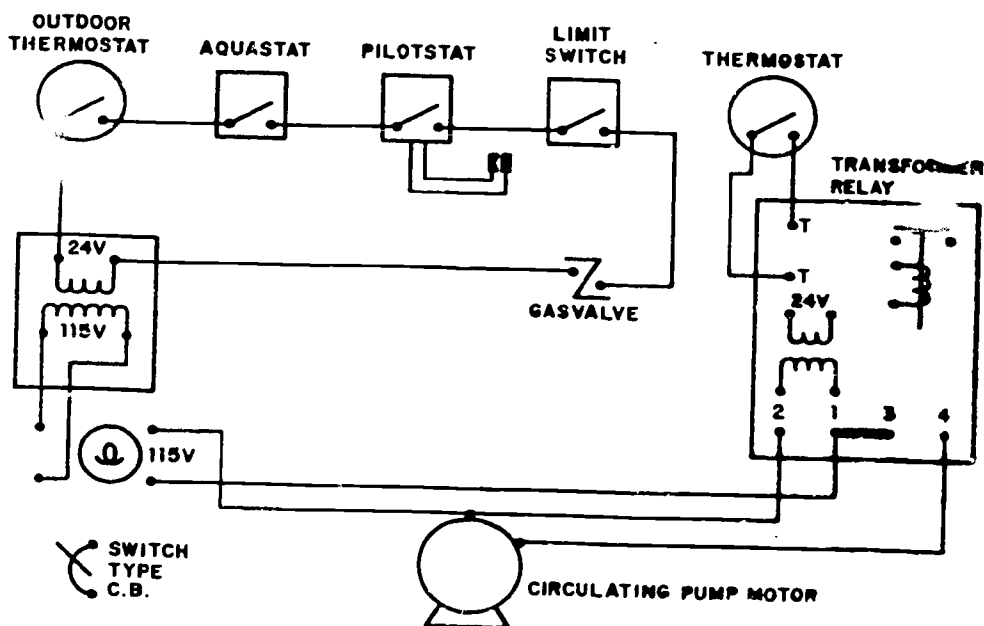 OUTDOOR
THERMOSTAT
AQUASTAT
PILOTSTAT
LIMIT
SWITCH
THERMOSTAT
TRANSFORMER
RELAY
T
T
24V
24V
115V
GASVALVE
2 1 3 4
115V
SWITCH
TYPE
C.B.
CIRCULATING PUMP MOTOR